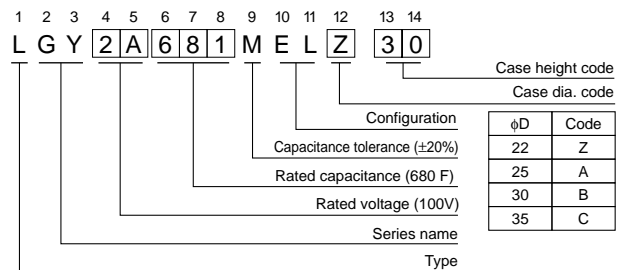 1 2 3 4 5 6 7 8 9 10 11 12 13 14
L G Y 2 A 6 8 1 M E L Z 3 0
Case height code
Case dia. code
Configuration
Capacitance tolerance (±20%)
Rated capacitance (680 F)
Rated voltage (100V)
Series name
Type
ϕD Code
22 Z
25 A
30 B
35 C